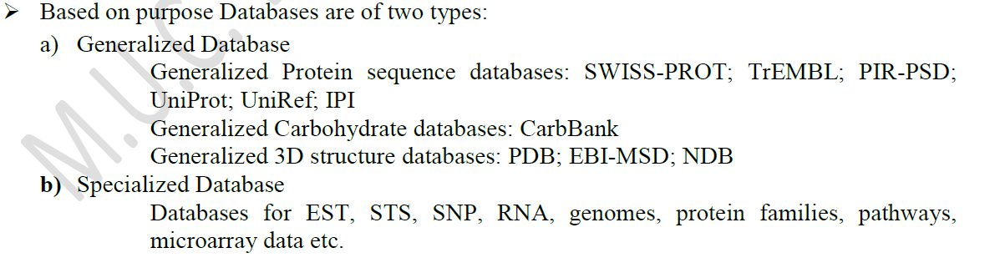 ➢ Based on purpose Databases are of two types:
a) Generalized Database
Generalized Protein sequence databases: SWISS-PROT; TrEMBL; PIR-PSD;
UniProt; UniRef; IPI
Generalized Carbohydrate databases: CarbBank
Generalized 3D structure databases: PDB; EBI-MSD; NDB
b) Specialized Database
Databases for EST, STS, SNP, RNA, genomes, protein families, pathways,
microarray data etc.
M.U.C.